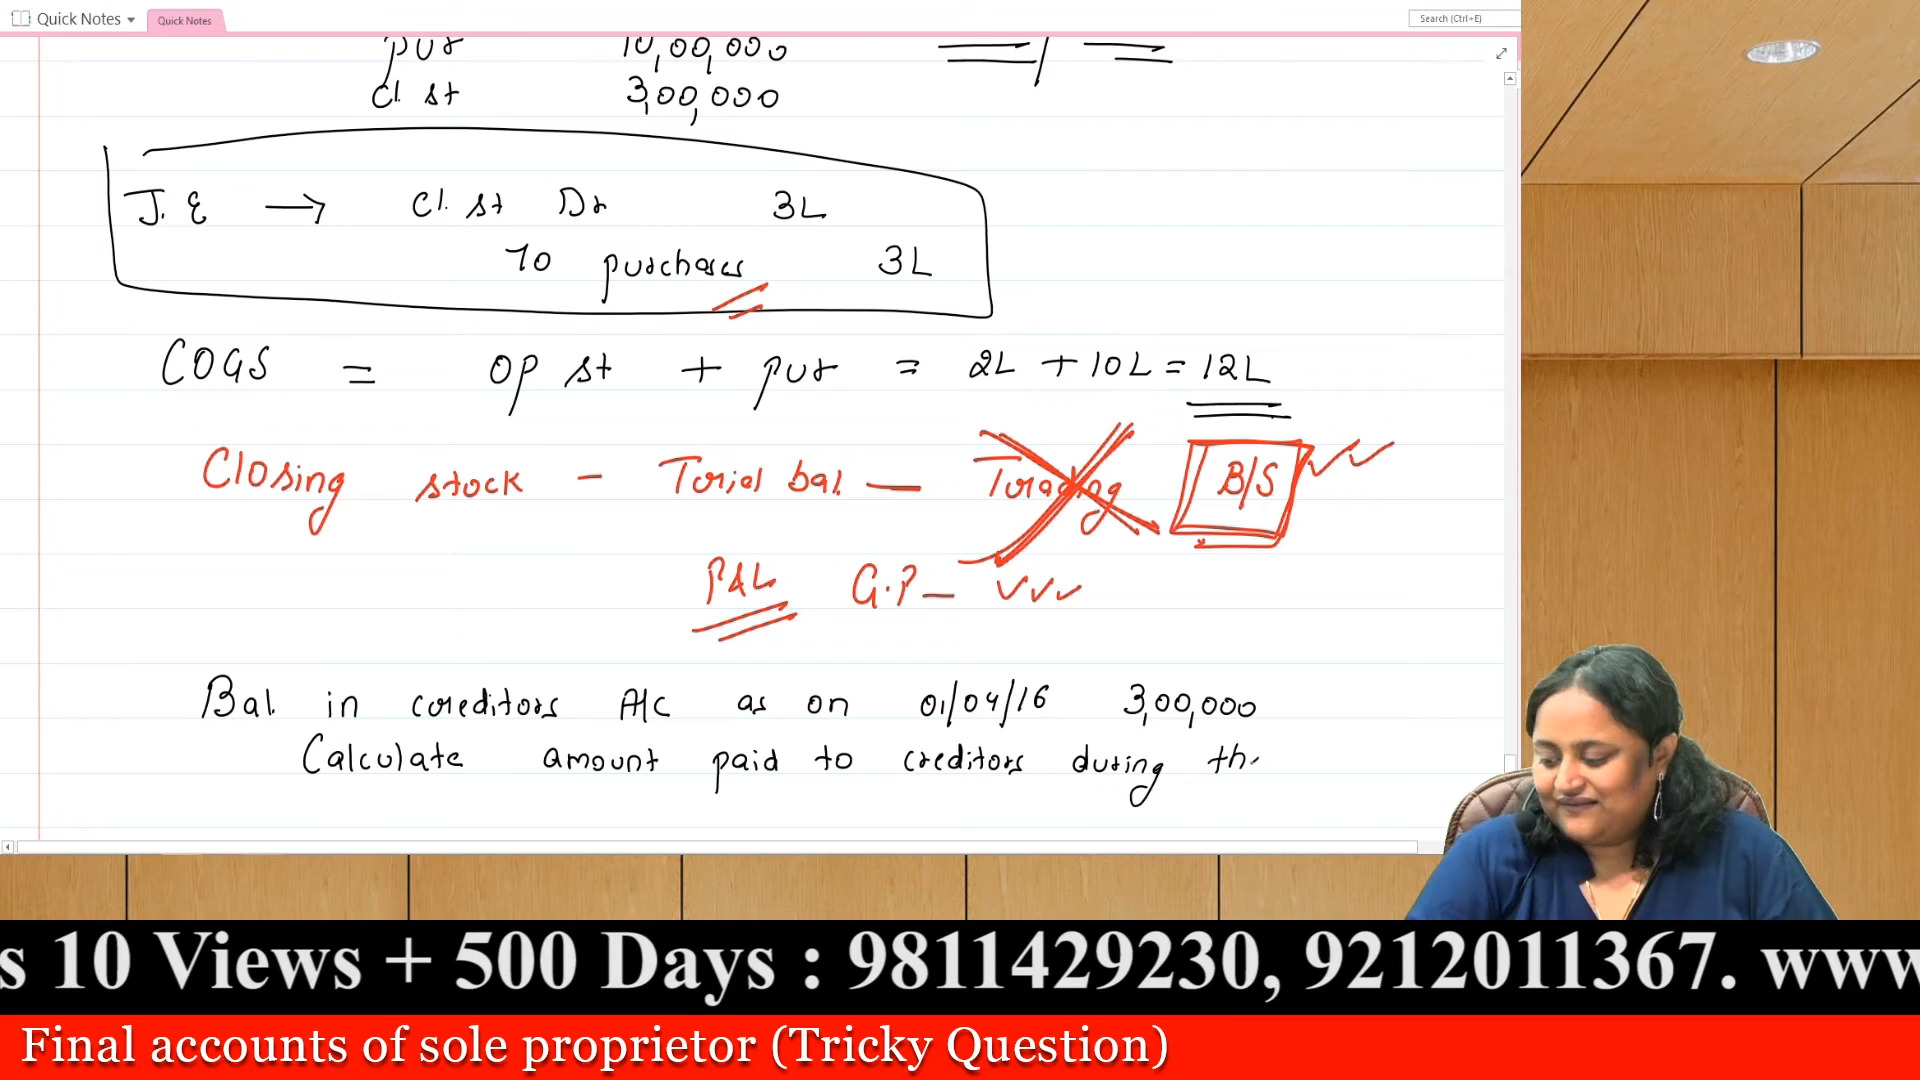 Quick Notes
Quick Notes
Search (Ctrl+E)
pur 10,00,000
cl. st 3,00,000
J.E → cl. st Dr 3L
To purchases 3L
COGS = op st + pur = 2L + 10L = 12L
Closing stock - Trial bal. — Trading B/S
P&L G.P —
Bal. in creditors A/c as on 01/04/16 3,00,000
Calculate amount paid to creditors during th
s 10 Views + 500 Days : 9811429230, 9212011367. www
Final accounts of sole proprietor (Tricky Question)